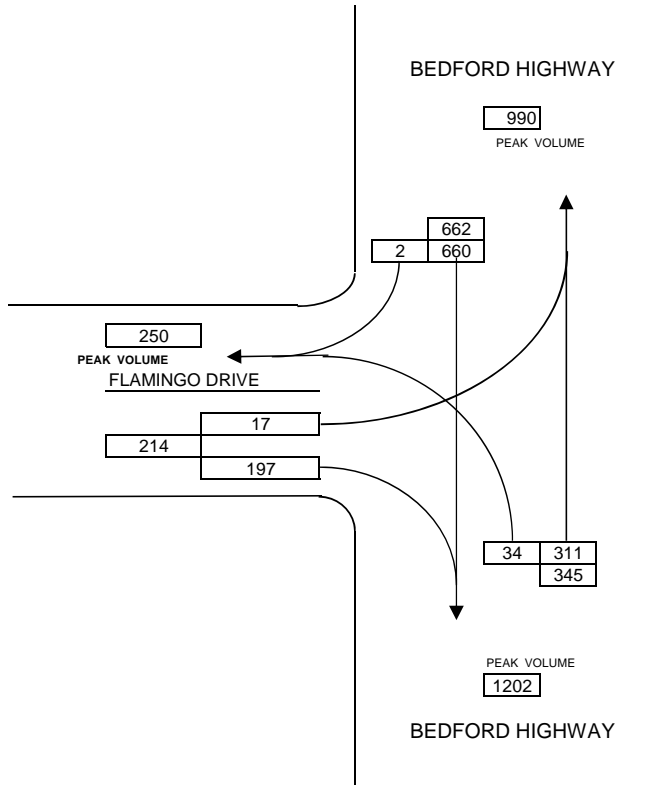 BEDFORD HIGHWAY
990
PEAK VOLUME
662
2 660
250
PEAK VOLUME
FLAMINGO DRIVE
17
214
197
34 311
345
PEAK VOLUME
1202
BEDFORD HIGHWAY